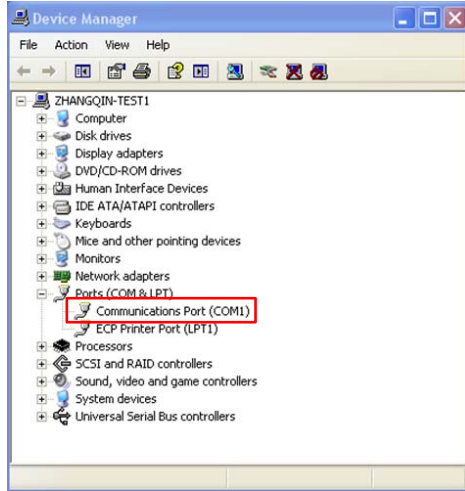 Device Manager
File Action View Help
ZHANGQIN-TEST1
Computer
Disk drives
Display adapters
DVD/CD-ROM drives
Human Interface Devices
IDE ATA/ATAPI controllers
Keyboards
Mice and other pointing devices
Monitors
Network adapters
Ports (COM & LPT)
Communications Port (COM1)
ECP Printer Port (LPT1)
Processors
SCSI and RAID controllers
Sound, video and game controllers
System devices
Universal Serial Bus controllers